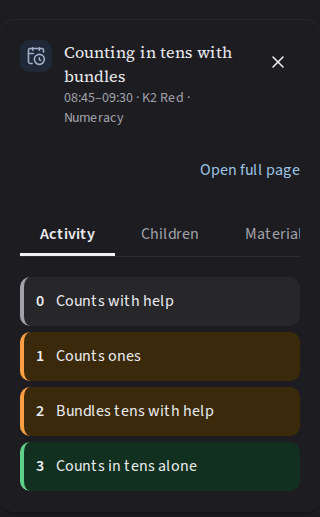 Counting in tens with
bundles
08:45–09:30 · K2 Red ·
Numeracy
Open full page
Activity Children Material
0 Counts with help
1 Counts ones
2 Bundles tens with help
3 Counts in tens alone